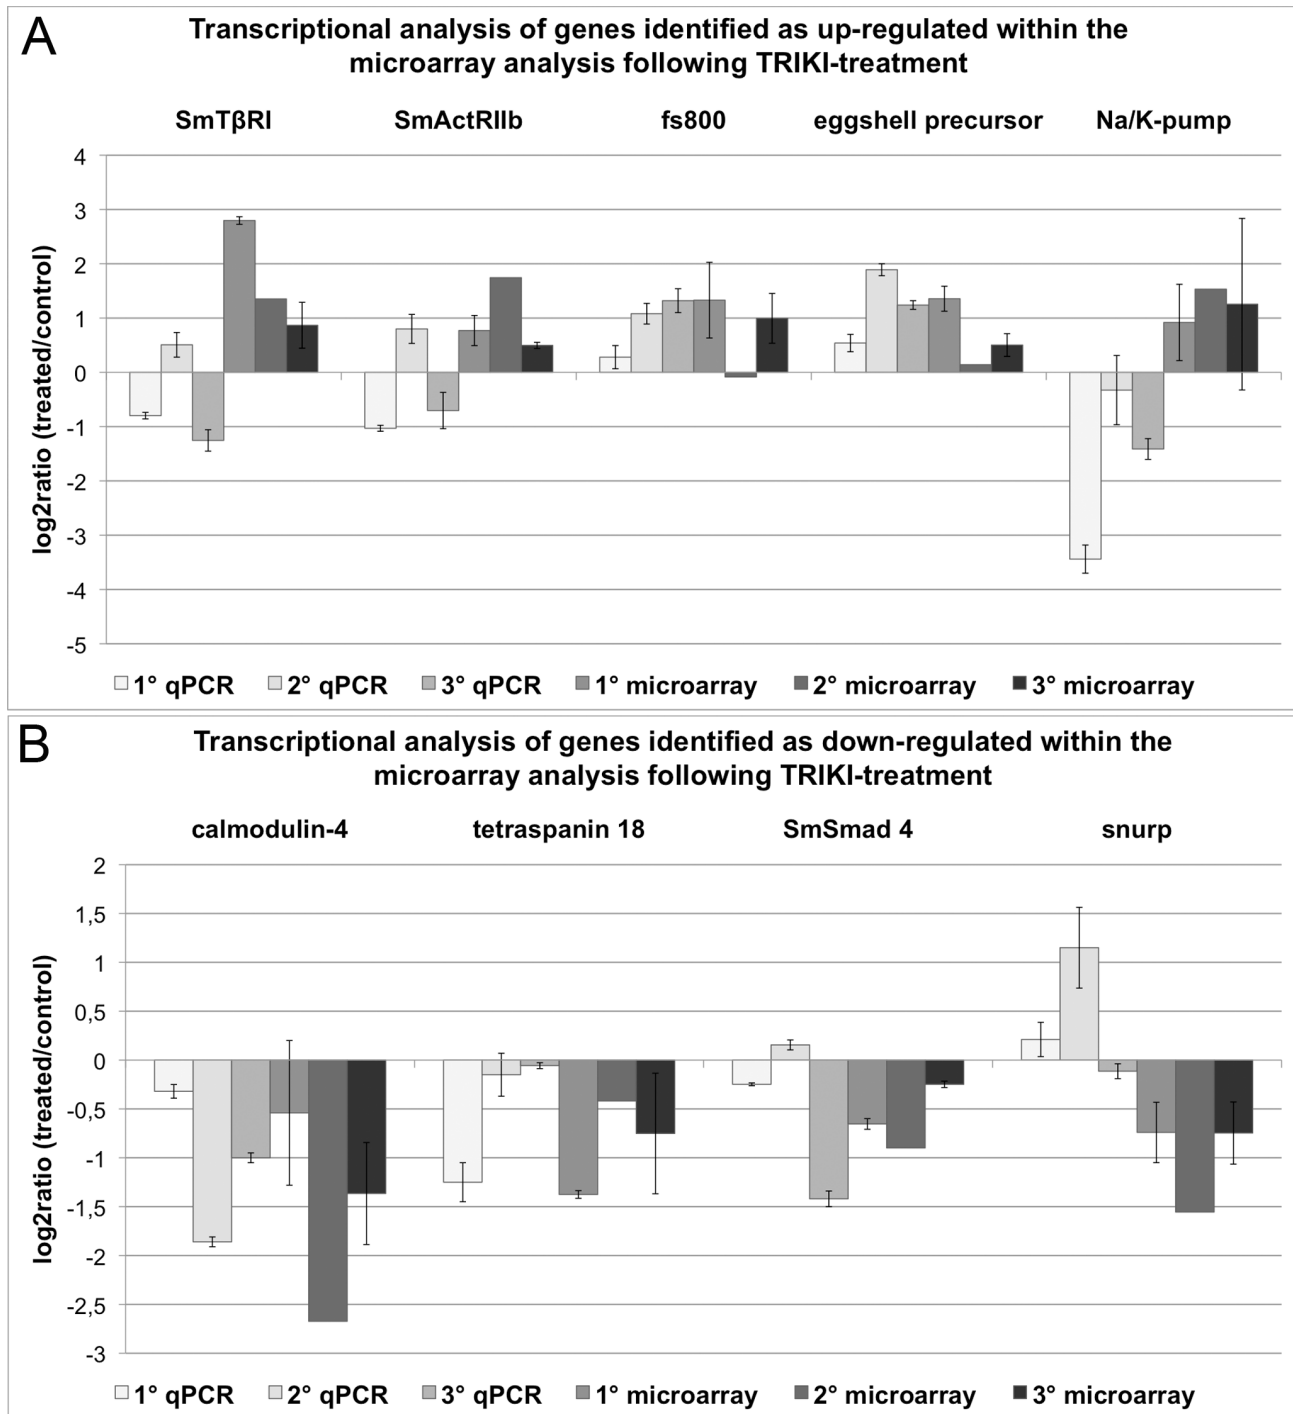 A
Transcriptional analysis of genes identified as up-regulated within the
microarray analysis following TRIKI-treatment
SmTβRI SmActRIIb fs800 eggshell precursor Na/K-pump
4
3
2
1
0
-1
-2
-3
-4
-5
log2ratio (treated/control)
1° qPCR 2° qPCR 3° qPCR 1° microarray 2° microarray 3° microarray
B
Transcriptional analysis of genes identified as down-regulated within the
microarray analysis following TRIKI-treatment
calmodulin-4 tetraspanin 18 SmSmad 4 snurp
2
1,5
1
0,5
0
-0,5
-1
-1,5
-2
-2,5
-3
log2ratio (treated/control)
1° qPCR 2° qPCR 3° qPCR 1° microarray 2° microarray 3° microarray